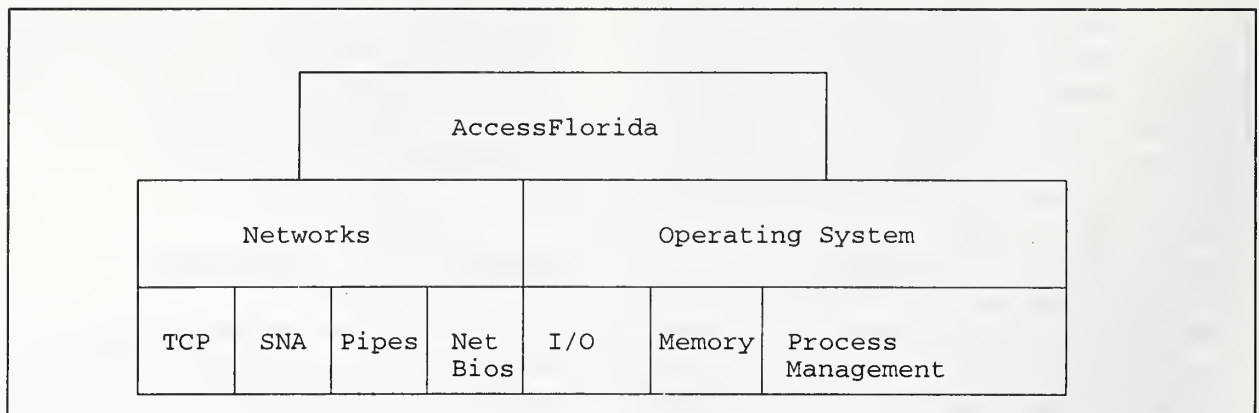 AccessFlorida
Networks
Operating System
TCP
SNA
Pipes
Net
Bios
I/O
Memory
Process
Management